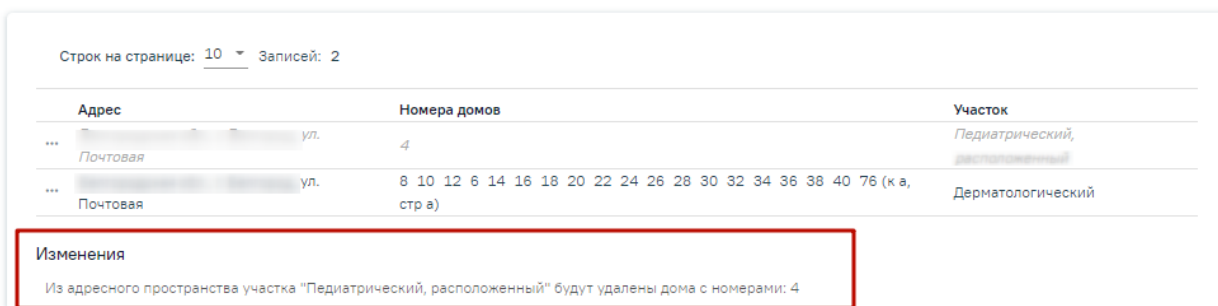 Строк на странице: 10 Записей: 2
Адрес Номера домов Участок
... ул. Педиатрический,
Почтовая 4
... ул. 8 10 12 6 14 16 18 20 22 24 26 28 30 32 34 36 38 40 76 (к а, Дерматологический
Почтовая стр а)
Изменения
Из адресного пространства участка "Педиатрический, расположенный" будут удалены дома с номерами: 4